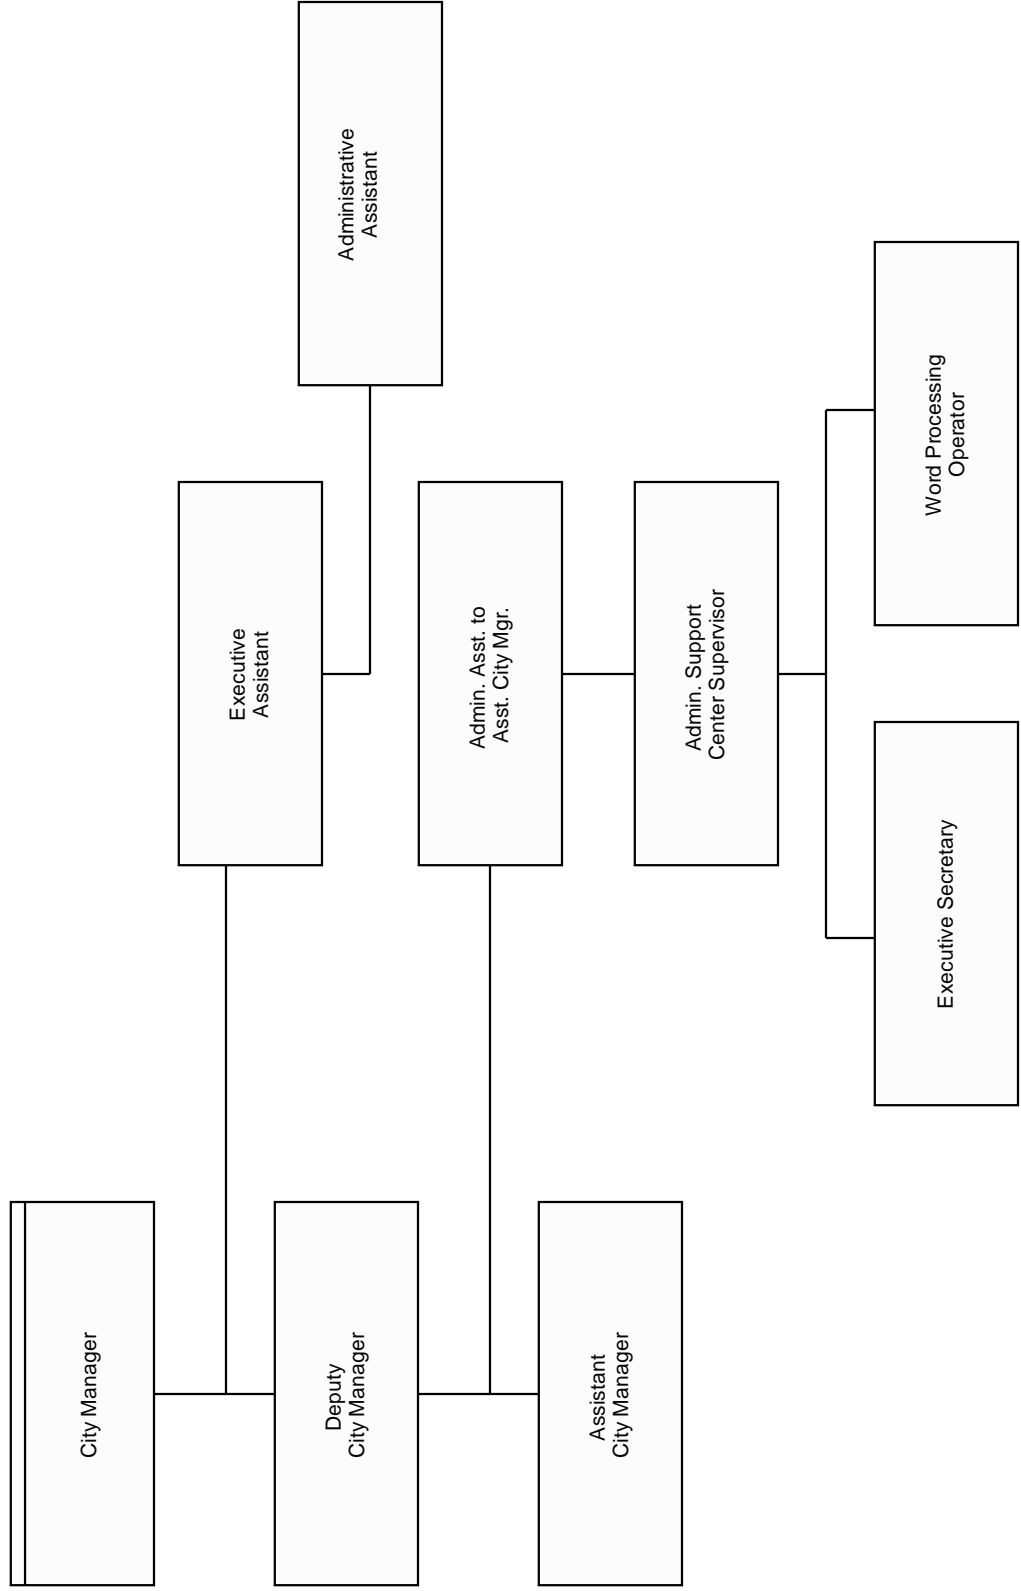 City Manager
Executive
Assistant
Administrative
Assistant
Deputy
City Manager
Admin. Asst. to
Asst. City Mgr.
Assistant
City Manager
Admin. Support
Center Supervisor
Executive Secretary
Word Processing
Operator